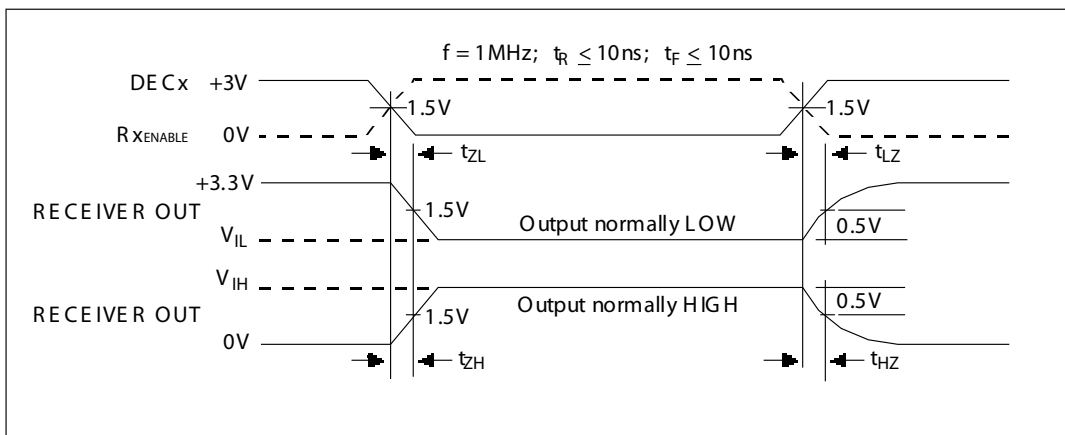 f = 1MHz; tR ≤ 10ns; tF ≤ 10ns
DECx +3V
1.5V
1.5V
RxENABLE 0V
tZL
tLZ
+3.3V
RECEIVER OUT
1.5V
Output normally LOW
0.5V
VIL
VIH
Output normally HIGH
0.5V
RECEIVER OUT
1.5V
0V
tZH
tHZ